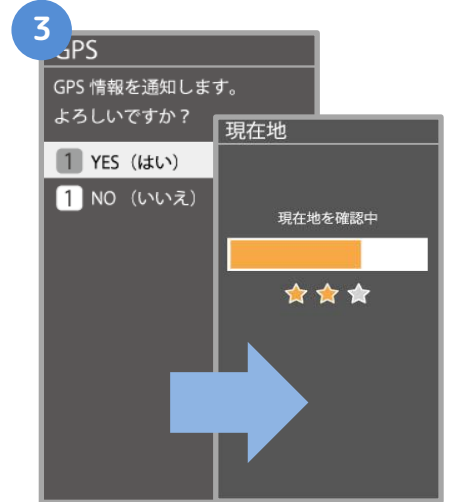 3
GPS
GPS 情報を通知します。
よろしいですか？
1 YES（はい）
1 NO（いいえ）
現在地
現在地を確認中